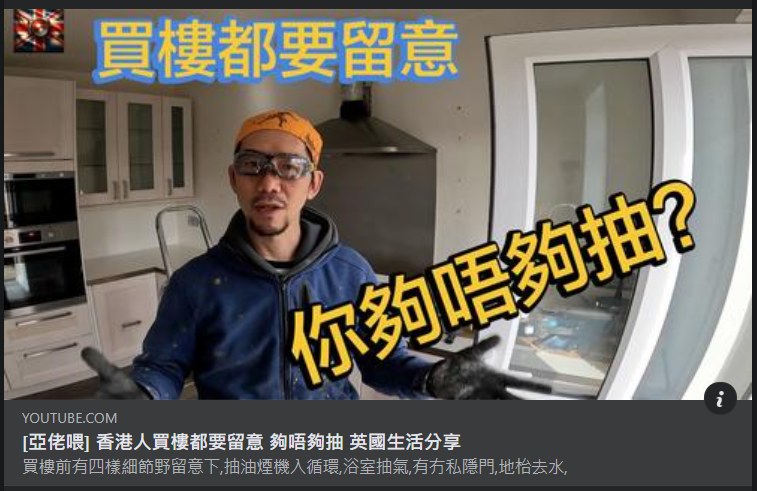 買樓都要留意
你夠唔夠抽?
YOUTUBE.COM
[亞佬喂] 香港人買樓都要留意 夠唔夠抽 英國生活分享
買樓前有四樣細節野留意下,抽油煙機入循環,浴室抽氣,有冇私隱門,地枱去水,